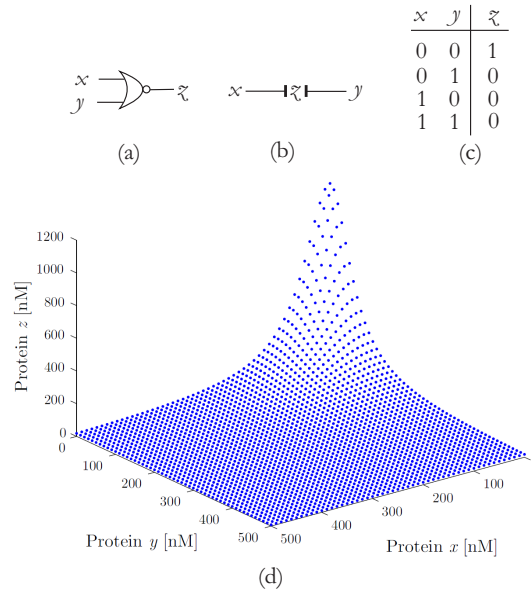 x
y
z
(a)
x z y
(b)
x y z
0 0 1
0 1 0
1 0 0
1 1 0
(c)
1200
1000
800
600
400
200
0
Protein z [nM]
0
100
200
300
400
500
Protein y [nM]
500
400
300
200
100
Protein x [nM]
(d)